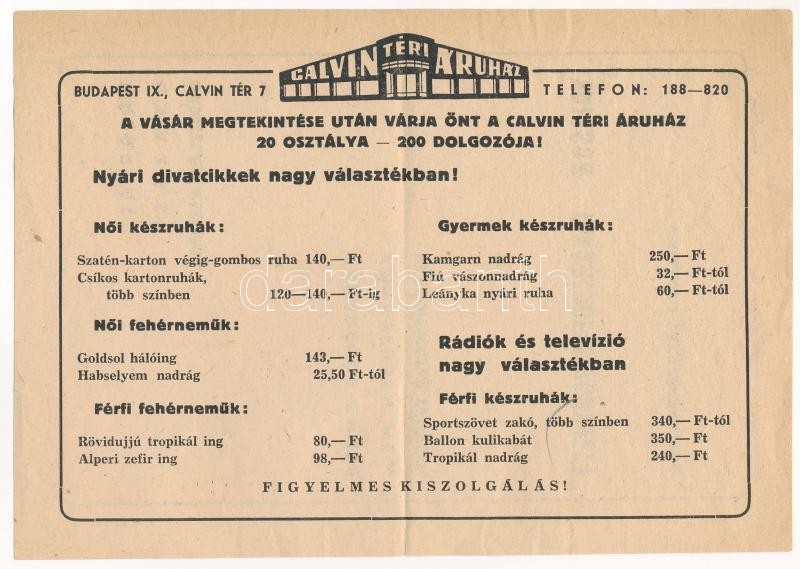 CALVIN TÉRI ÁRUHÁZ
BUDAPEST IX., CALVIN TÉR 7
TELEFON: 188—820
A VÁSÁR MEGTEKINTÉSE UTÁN VÁRJA ÖNT A CALVIN TÉRI ÁRUHÁZ
20 OSZTÁLYA — 200 DOLGOZÓJA!
Nyári divatcikkek nagy választékban!
Női készruhák:
Szatén-karton végig-gombos ruha 140,— Ft
Csíkos kartonruhák,
több színben 120—140,— Ft-ig
Női fehérneműk:
Goldsol hálóing 143,— Ft
Habselyem nadrág 25,50 Ft-tól
Férfi fehérneműk:
Rövidujjú tropikál ing 80,— Ft
Alperi zefir ing 98,— Ft
Gyermek készruhák:
Kamgarn nadrág 250,— Ft
Fiú vászonnadrág 32,— Ft-tól
Leányka nyári ruha 60,— Ft-tól
Rádiók és televízió
nagy választékban
Férfi készruhák:
Sportszövet zakó, több színben 340,— Ft-tól
Ballon kulikabát 350,— Ft
Tropikál nadrág 240,— Ft
FIGYELMES KISZOLGÁLÁS!
darabanth